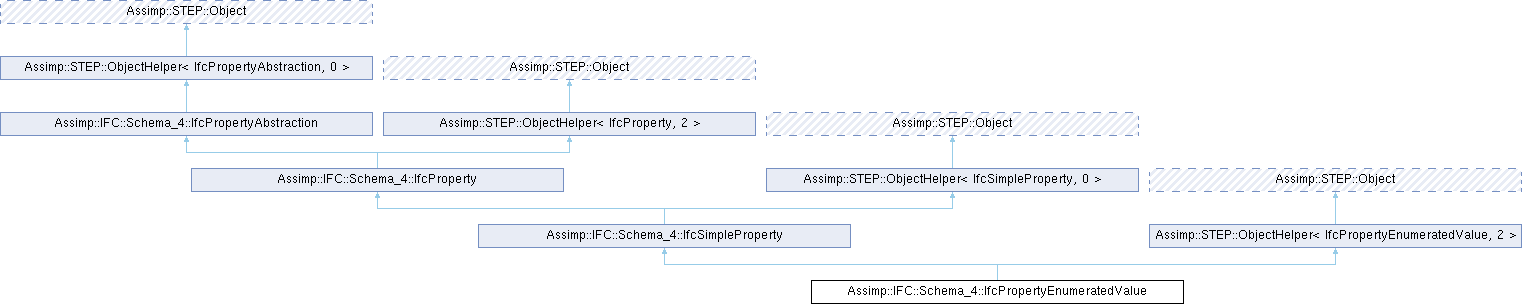 Assimp::STEP::Object
Assimp::STEP::ObjectHelper< IfcPropertyAbstraction, 0 >
Assimp::STEP::Object
Assimp::IFC::Schema_4::IfcPropertyAbstraction
Assimp::STEP::ObjectHelper< IfcProperty, 2 >
Assimp::STEP::Object
Assimp::IFC::Schema_4::IfcProperty
Assimp::STEP::ObjectHelper< IfcSimpleProperty, 0 >
Assimp::STEP::Object
Assimp::IFC::Schema_4::IfcSimpleProperty
Assimp::STEP::ObjectHelper< IfcPropertyEnumeratedValue, 2 >
Assimp::IFC::Schema_4::IfcPropertyEnumeratedValue